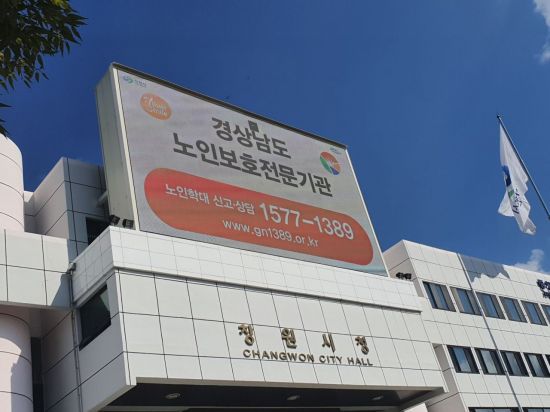 경상남도
노인보호전문기관
노인학대 신고·상담 1577-1389
www.gn1389.or.kr
창원시청
CHANGWON CITY HALL